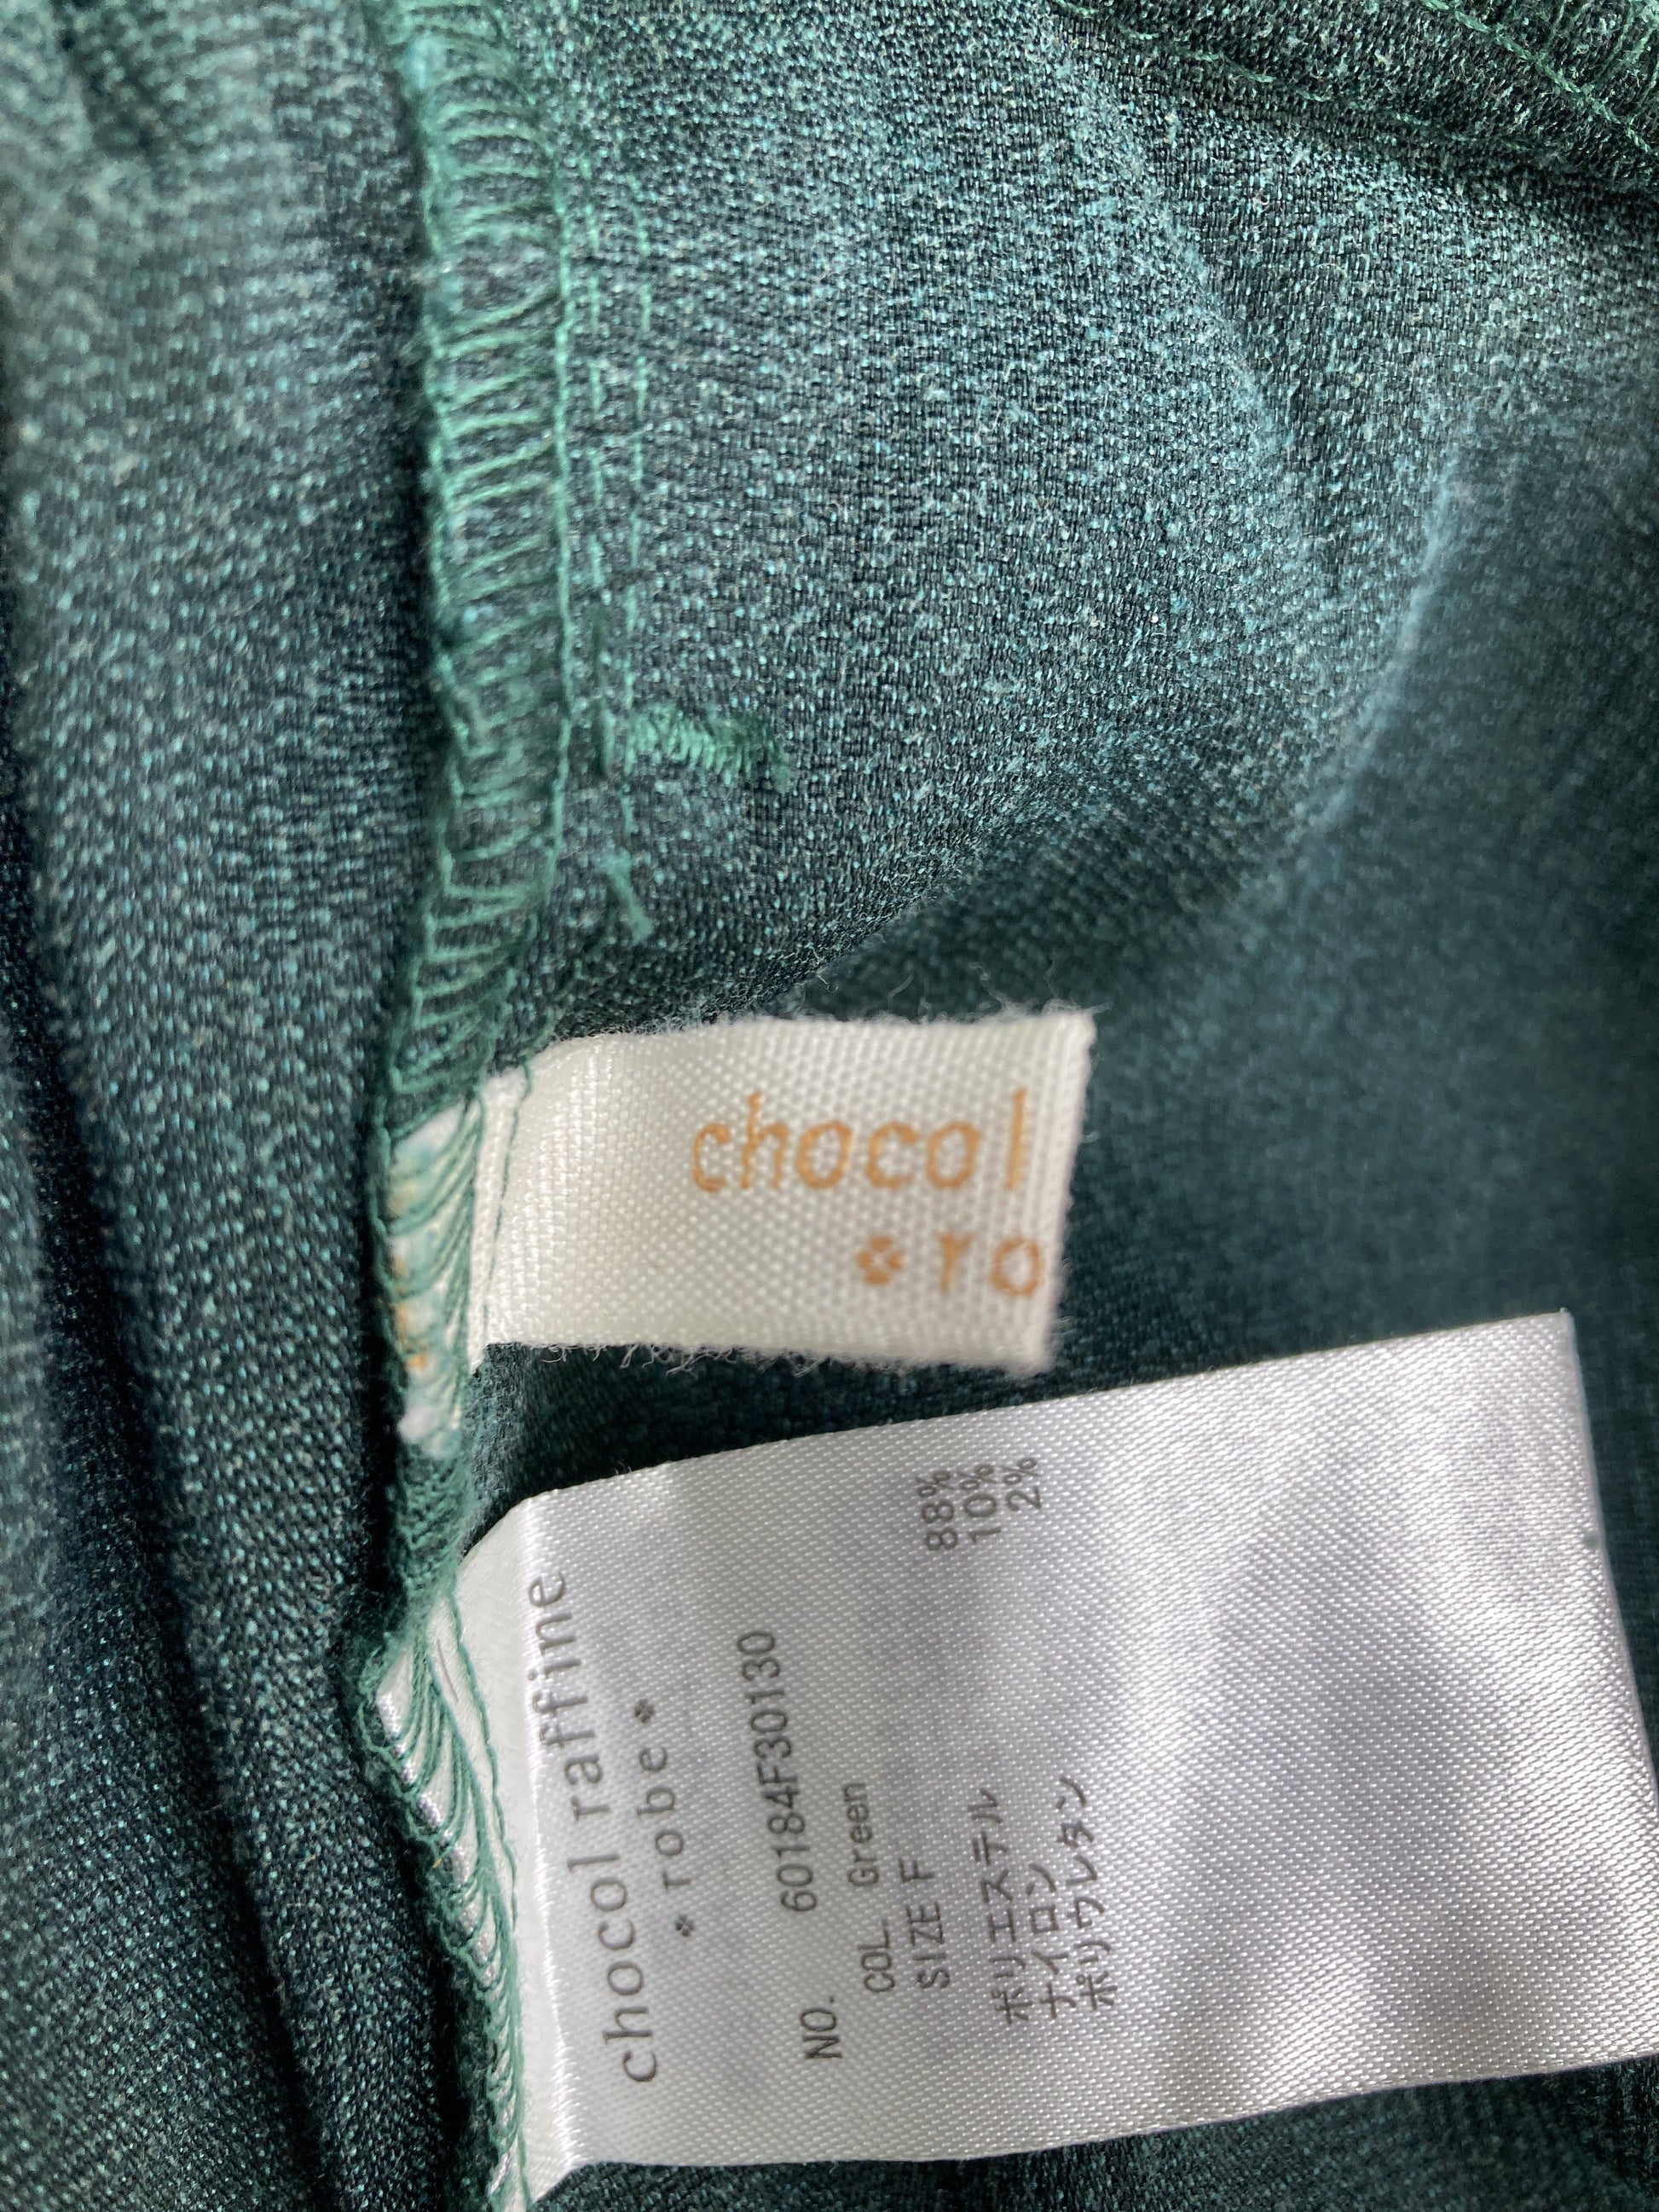 chocol
ro
chocol raffine
robe
NO. 60184F30130
COL Green
SIZE F
ポリエステル 88%
ナイロン 10%
ポリウレタン 2%